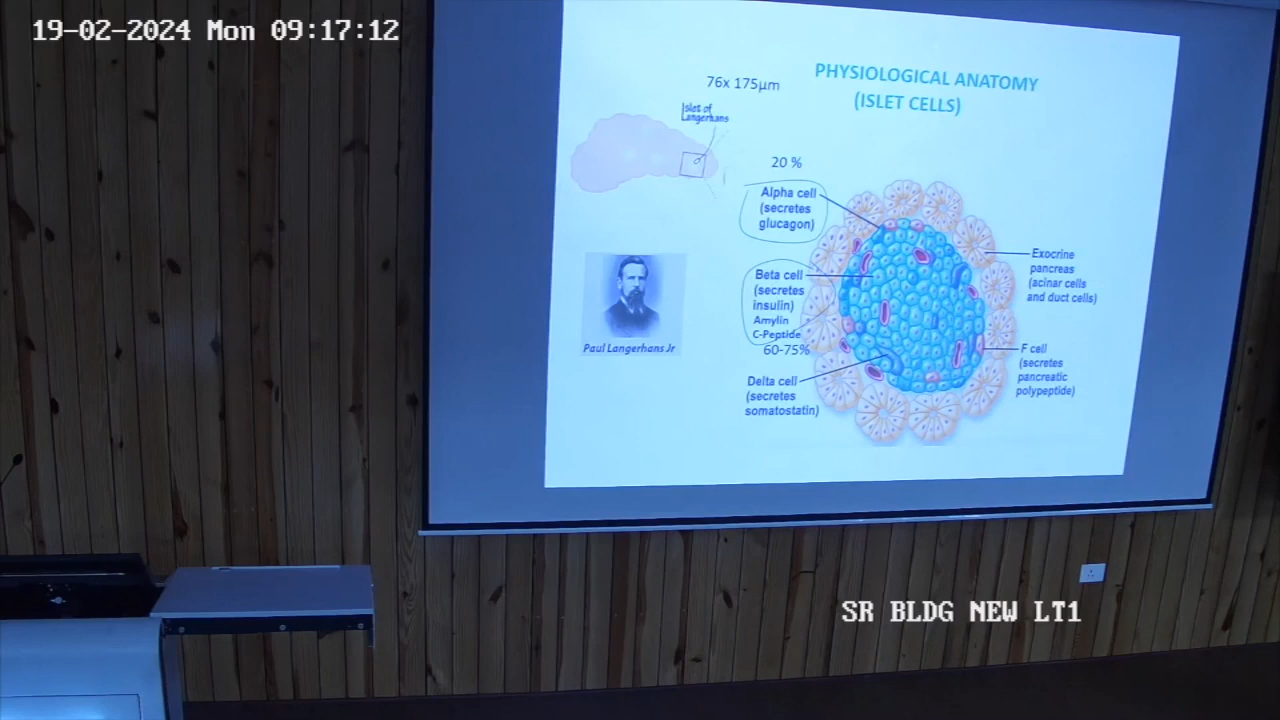 19-02-2024 Mon 09:17:12
PHYSIOLOGICAL ANATOMY
(ISLET CELLS)
76x 175µm
Islet of
Langerhans
20 %
Alpha cell
(secretes
glucagon)
Beta cell
(secretes
insulin)
Amylin
C-Peptide
60-75%
Delta cell
(secretes
somatostatin)
Exocrine
pancreas
(acinar cells
and duct cells)
F cell
(secretes
pancreatic
polypeptide)
Paul Langerhans Jr
SR BLDG NEW LT1